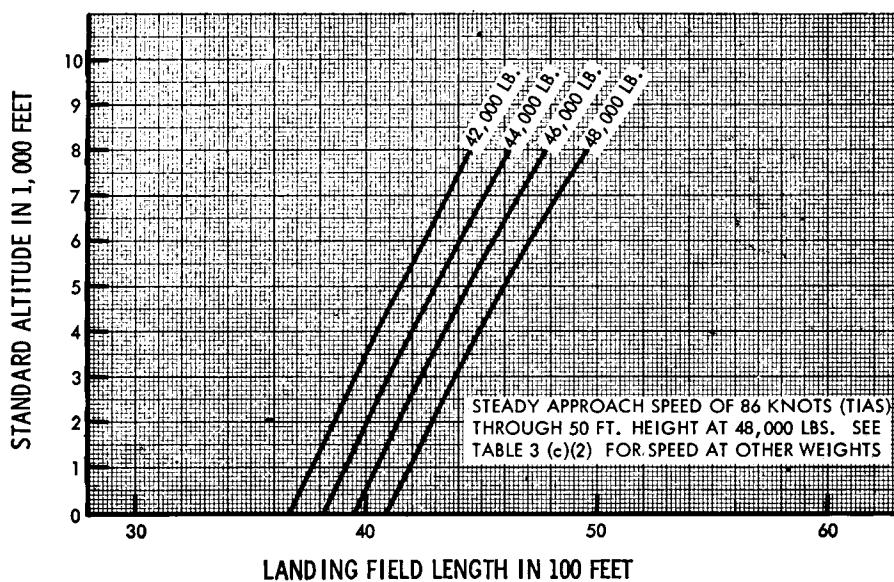 STANDARD ALTITUDE IN 1,000 FEET
10
9
8
7
6
5
4
3
2
1
0
42,000 LB.
44,000 LB.
46,000 LB.
48,000 LB.
STEADY APPROACH SPEED OF 86 KNOTS (TIAS)
THROUGH 50 FT. HEIGHT AT 48,000 LBS. SEE
TABLE 3 (c)(2) FOR SPEED AT OTHER WEIGHTS
30
40
50
60
LANDING FIELD LENGTH IN 100 FEET